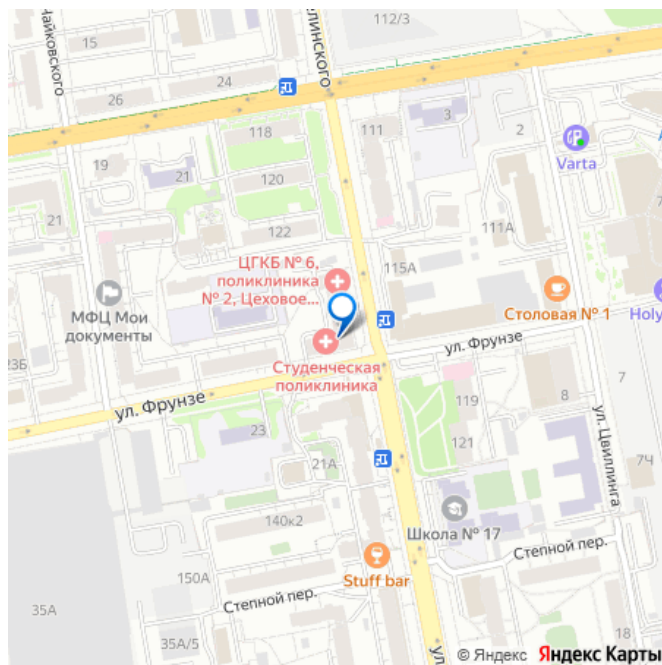 112/3
Чайковского
15
24
26
118
111
3
2
Varta
19
21
120
21
122
111А
ЦГКБ № 6,
поликлиника
№ 2, Цеховое...
115А
МФЦ Мои
документы
Столовая № 1
Holy
23Б
Студенческая
поликлиника
ул. Фрунзе
ул. Фрунзе
119
8
7
ул. Цвиллинга
23
121
21А
7Ч
140к2
Школа № 17
Степной пер.
Stuff bar
150А
Степной пер.
35А
35А/5
18
ул
© Яндекс Яндекс Карты